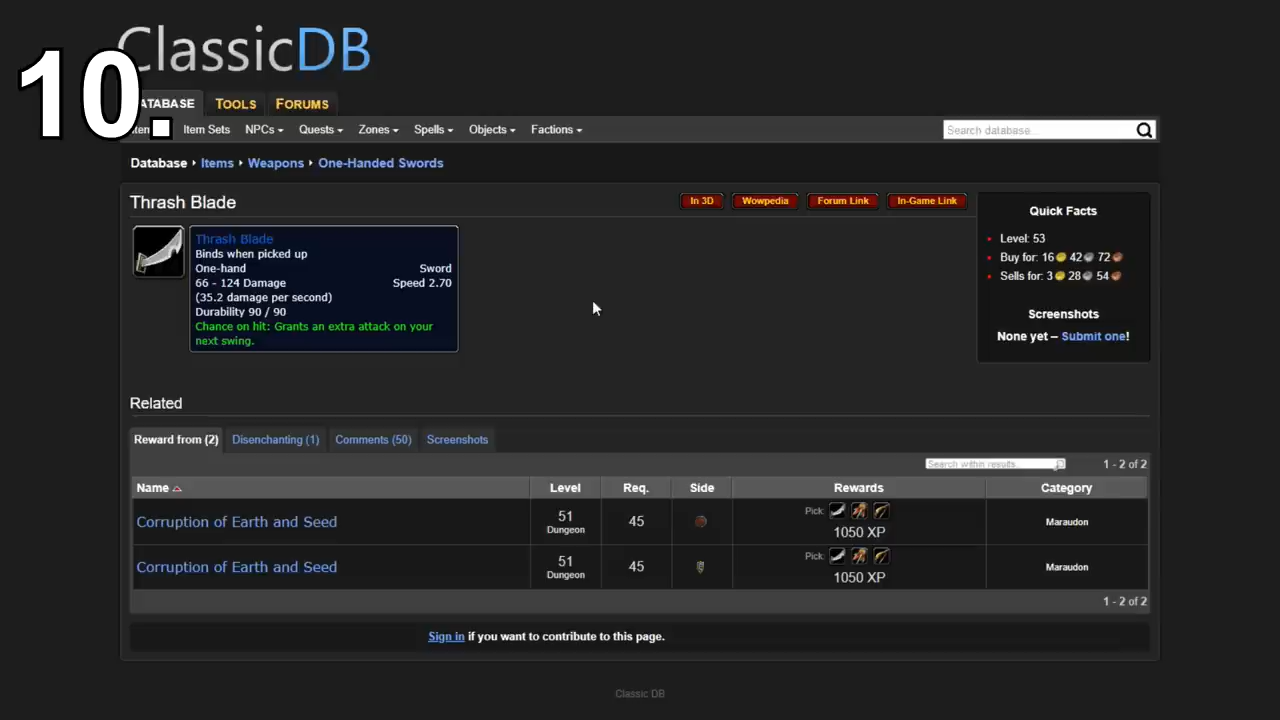 10.
ClassicDB
DATABASE TOOLS FORUMS
Item Sets NPCs Quests Zones Spells Objects Factions
Search database...
Database Items Weapons One-Handed Swords
Thrash Blade
In 3D Wowpedia Forum Link In-Game Link
Thrash Blade
Binds when picked up
One-hand Sword
66 - 124 Damage Speed 2.70
(35.2 damage per second)
Durability 90 / 90
Chance on hit: Grants an extra attack on your
next swing.
Quick Facts
Level: 53
Buy for: 16 42 72
Sells for: 3 28 54
Screenshots
None yet – Submit one!
Related
Reward from (2) Disenchanting (1) Comments (50) Screenshots
Search within results... 1 - 2 of 2
Name Level Req. Side Rewards Category
Corruption of Earth and Seed 51 Dungeon 45 Pick: 1050 XP Maraudon
Corruption of Earth and Seed 51 Dungeon 45 Pick: 1050 XP Maraudon
1 - 2 of 2
Sign in if you want to contribute to this page.
Classic DB